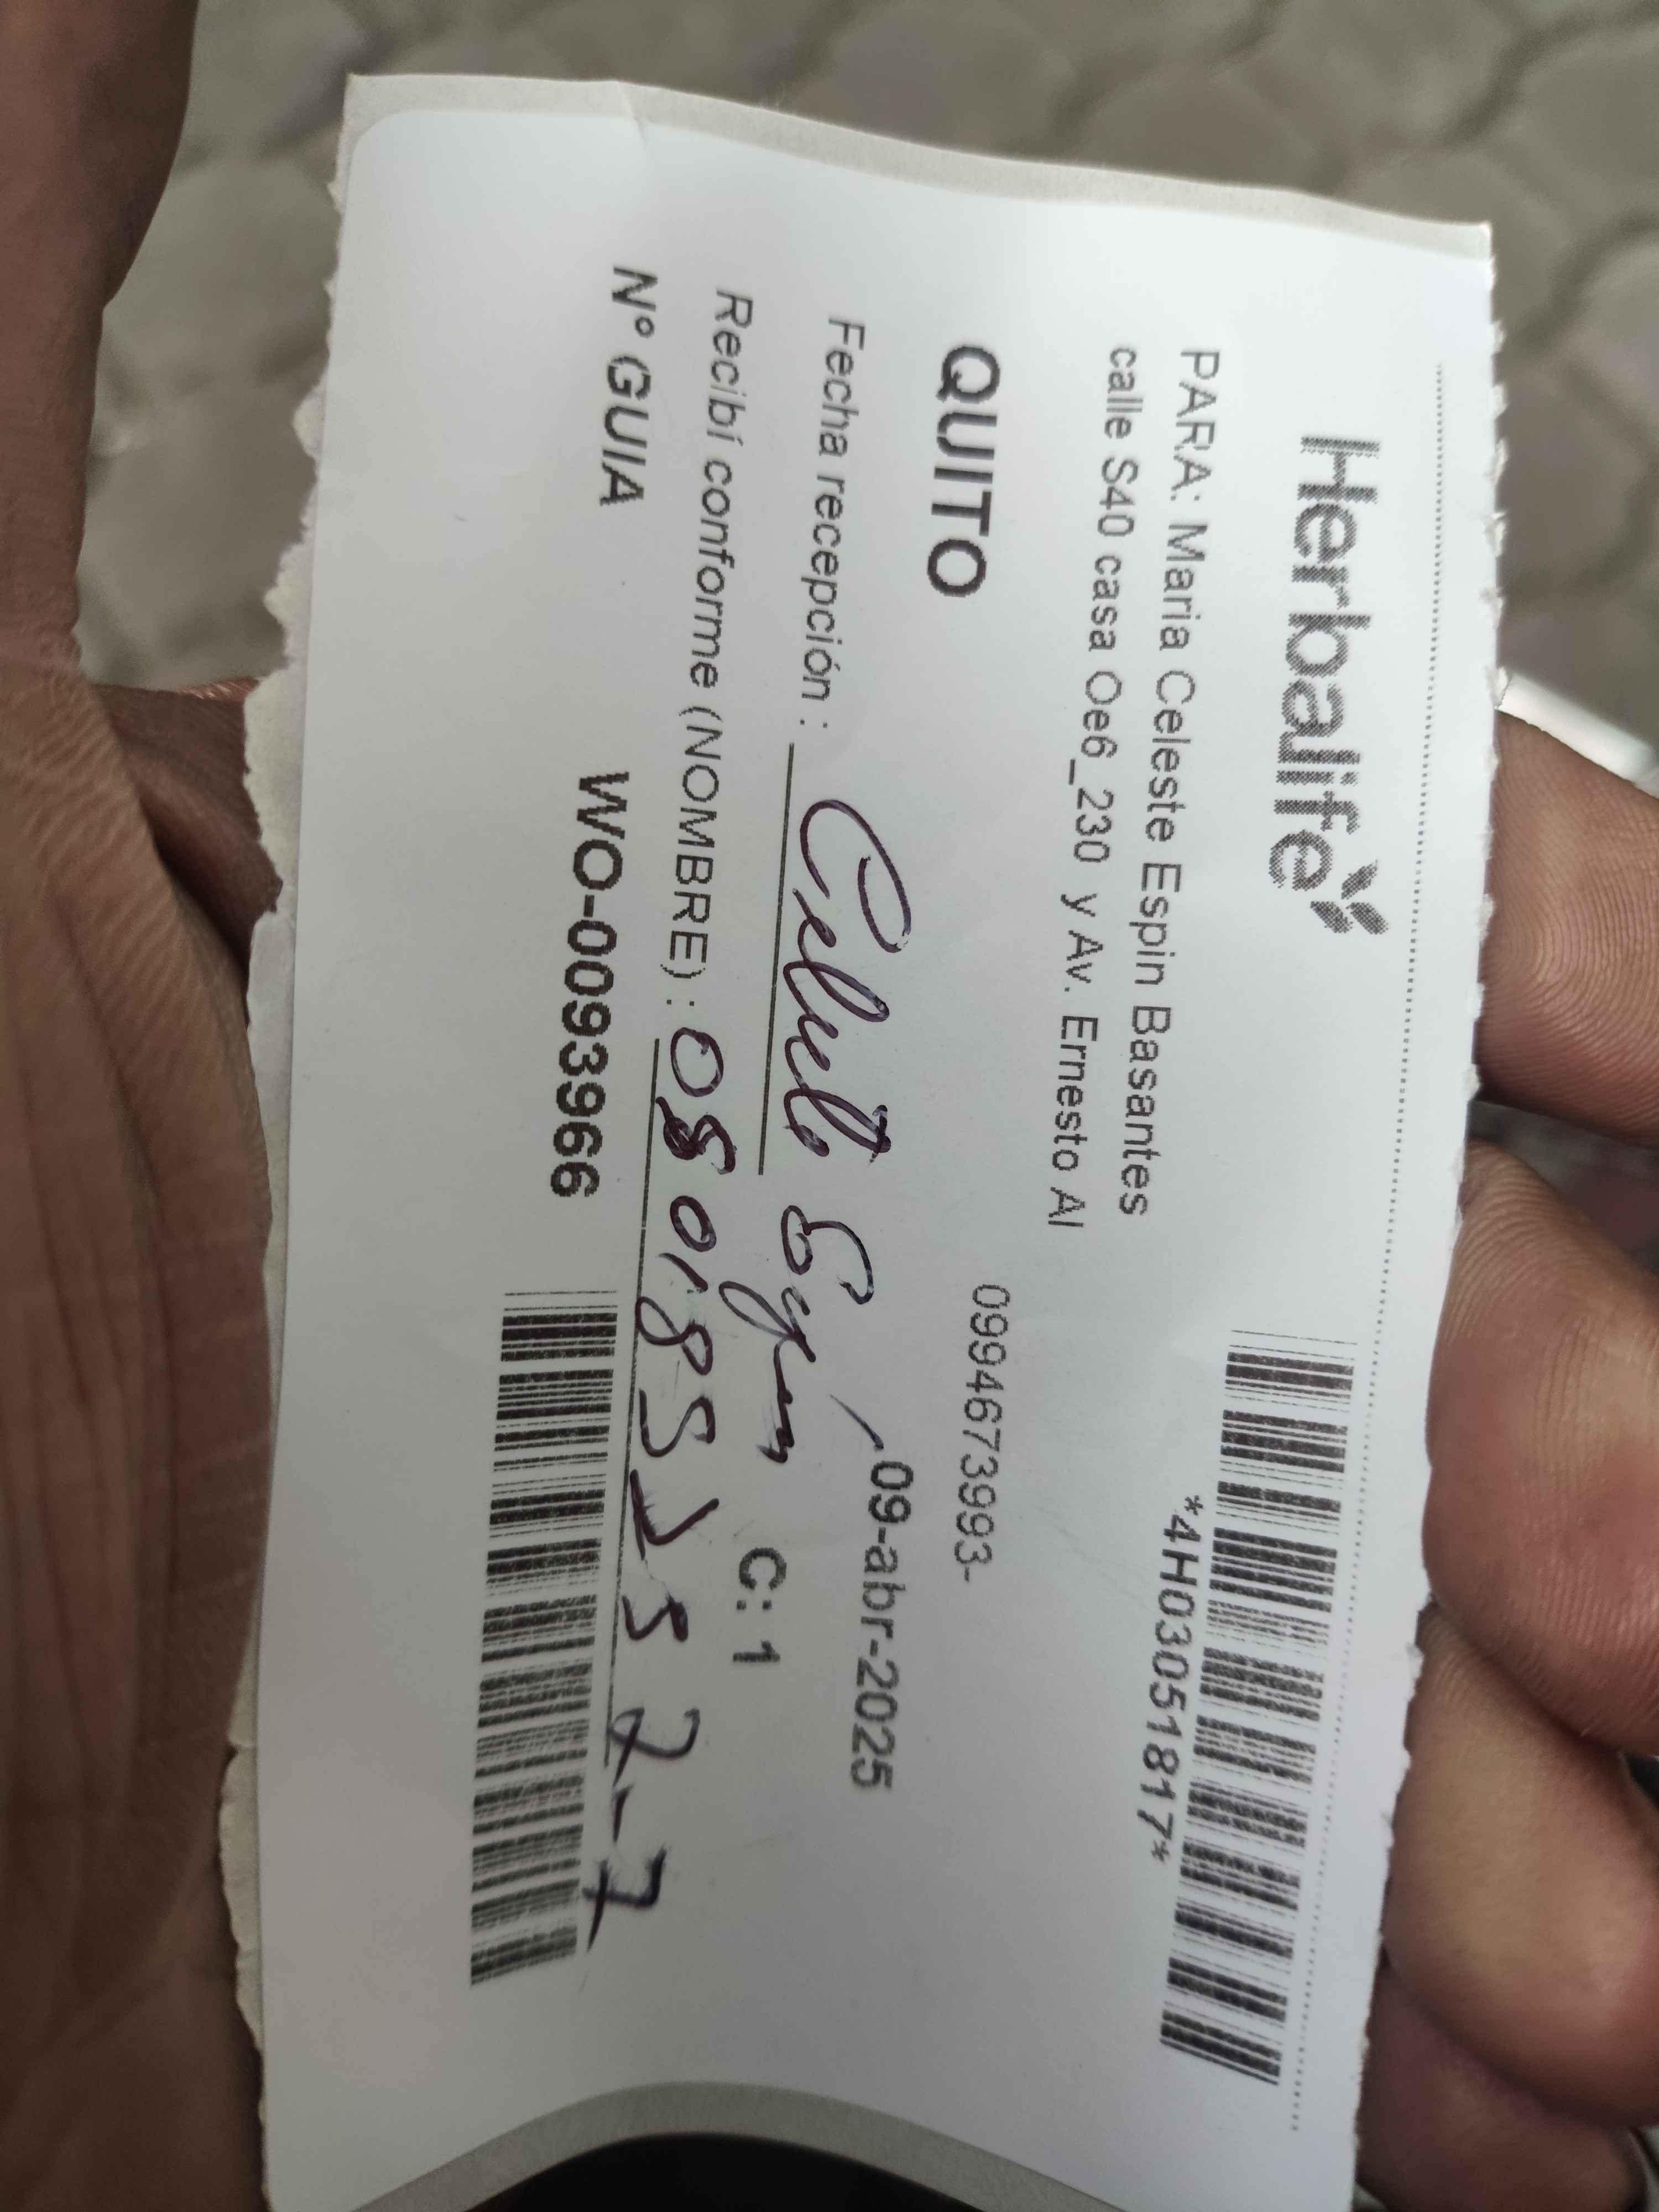 Herbalife
*4H03051817*
PARA: Maria Celeste Espin Basantes
calle S40 casa Oe6_230 y Av. Ernesto Al
QUITO 0994673993-
Fecha recepción : 09-abr-2025
Recibí conforme (NOMBRE) : C: 1
Nº GUIA WO-0093966